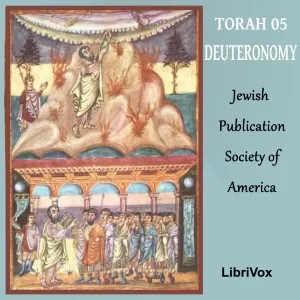 TORAH 05
DEUTERONOMY
Jewish
Publication
Society of
America
LibriVox